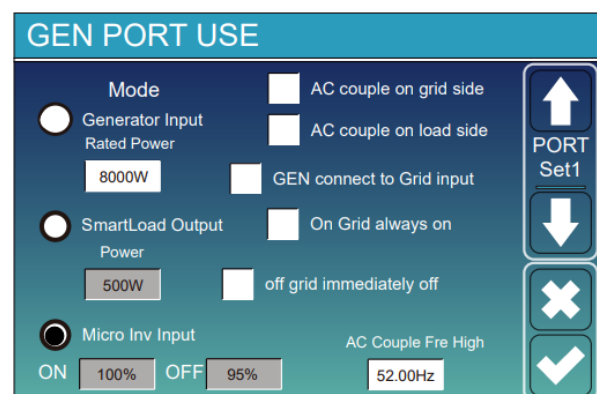 GEN PORT USE
Mode
AC couple on grid side
Generator Input
Rated Power
AC couple on load side
8000W
GEN connect to Grid input
SmartLoad Output
On Grid always on
Power
500W
off grid immediately off
Micro Inv Input
AC Couple Fre High
ON 100% OFF 95%
52.00Hz
PORT
Set1